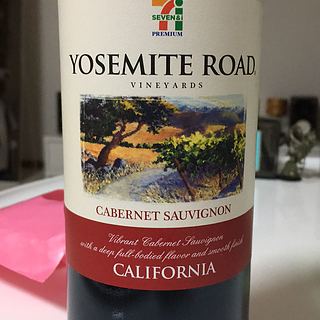 7
SEVEN&i
PREMIUM
YOSEMITE ROAD
VINEYARDS
CABERNET SAUVIGNON
Vibrant Cabernet Sauvignon
with a deep full-bodied flavor and smooth finish
CALIFORNIA